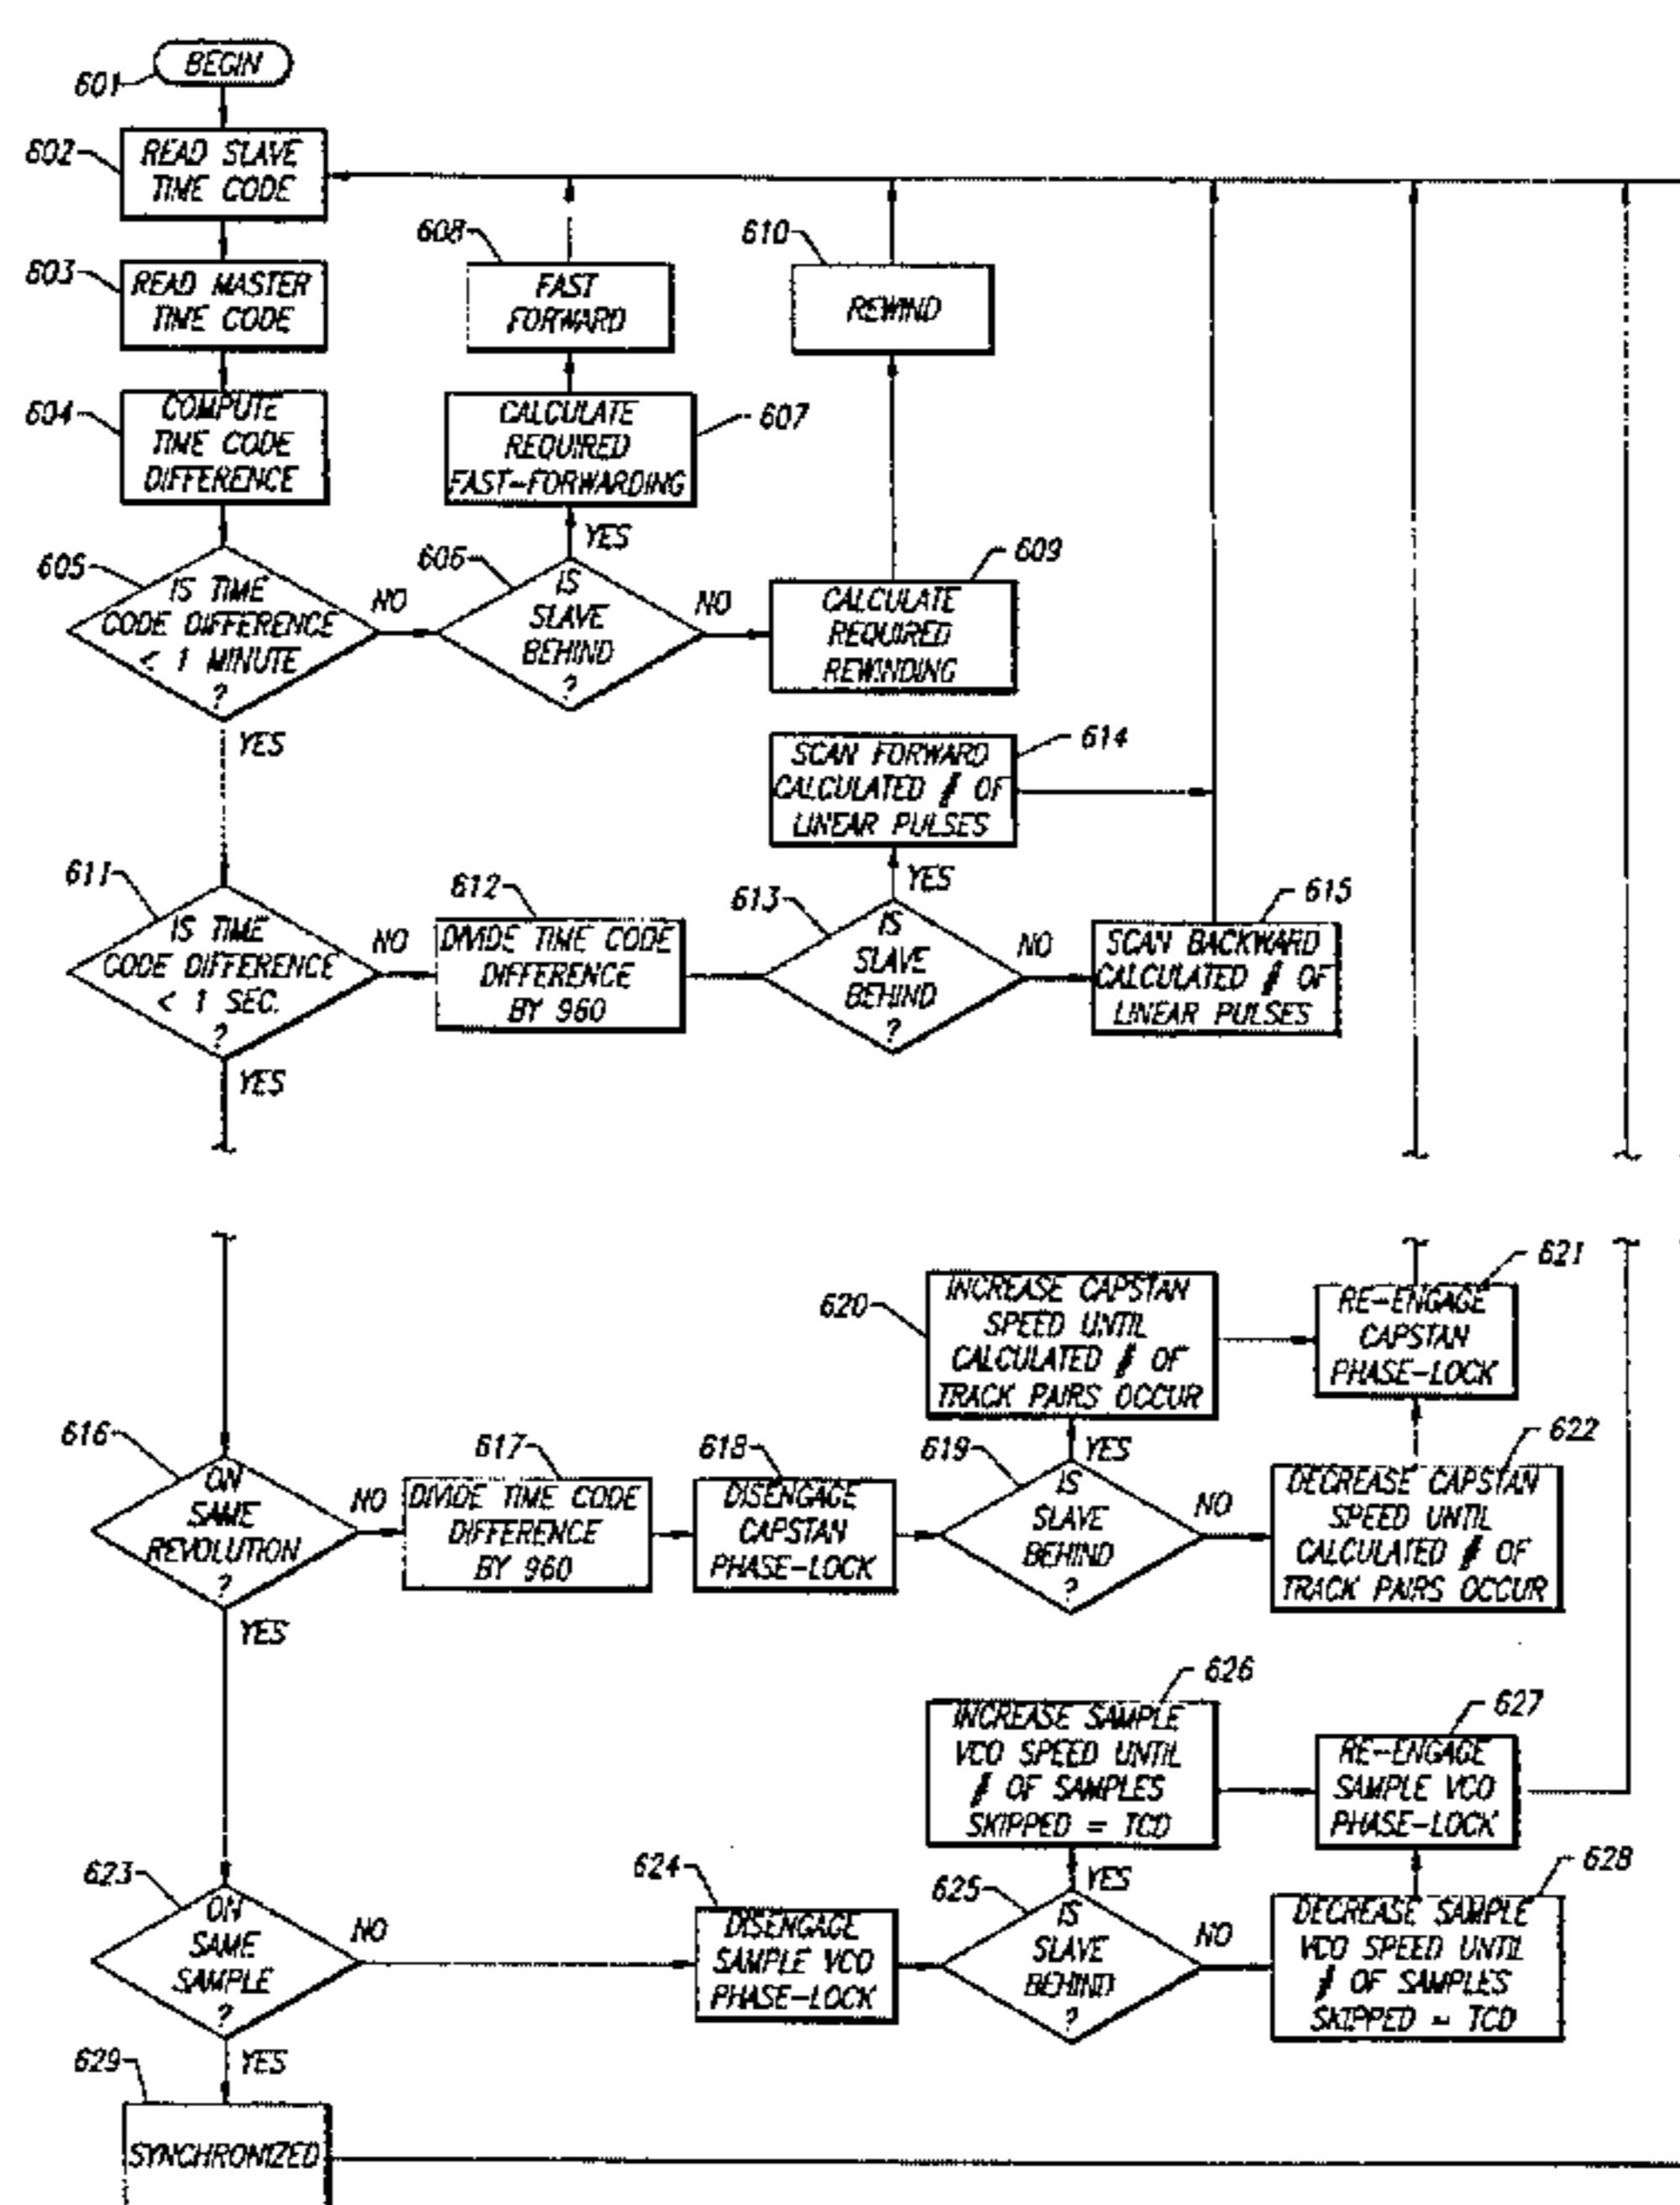 BEGIN
601
602
READ SLAVE
TIME CODE
603
READ MASTER
TIME CODE
608
FAST
FORWARD
610
REWIND
604
COMPUTE
TIME CODE
DIFFERENCE
CALCULATE
REQUIRED
FAST-FORWARDING
607
YES
605
IS TIME
CODE DIFFERENCE
< 1 MINUTE
?
NO
606
IS
SLAVE
BEHIND
?
NO
609
CALCULATE
REQUIRED
REWINDING
YES
614
SCAN FORWARD
CALCULATED # OF
LINEAR PULSES
YES
611
IS TIME
CODE DIFFERENCE
< 1 SEC.
?
NO
612
DIVIDE TIME CODE
DIFFERENCE
BY 960
613
IS
SLAVE
BEHIND
?
NO
615
SCAN BACKWARD
CALCULATED # OF
LINEAR PULSES
YES
620
INCREASE CAPSTAN
SPEED UNTIL
CALCULATED # OF
TRACK PAIRS OCCUR
621
RE-ENGAGE
CAPSTAN
PHASE-LOCK
YES
616
ON
SAME
REVOLUTION
?
NO
617
DIVIDE TIME CODE
DIFFERENCE
BY 960
618
DISENGAGE
CAPSTAN
PHASE-LOCK
619
IS
SLAVE
BEHIND
?
NO
622
DECREASE CAPSTAN
SPEED UNTIL
CALCULATED # OF
TRACK PAIRS OCCUR
YES
626
INCREASE SAMPLE
VCO SPEED UNTIL
# OF SAMPLES
SKIPPED = TCD
627
RE-ENGAGE
SAMPLE VCO
PHASE-LOCK
YES
623
ON
SAME
SAMPLE
?
NO
624
DISENGAGE
SAMPLE VCO
PHASE-LOCK
625
IS
SLAVE
BEHIND
?
NO
628
DECREASE SAMPLE
VCO SPEED UNTIL
# OF SAMPLES
SKIPPED = TCD
YES
629
SYNCHRONIZED